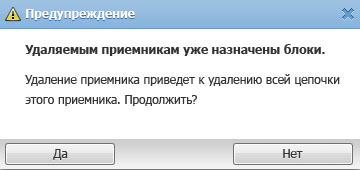 Предупреждение
Удаляемым приемникам уже назначены блоки.
Удаление приемника приведет к удалению всей цепочки
этого приемника. Продолжить?
Да
Нет